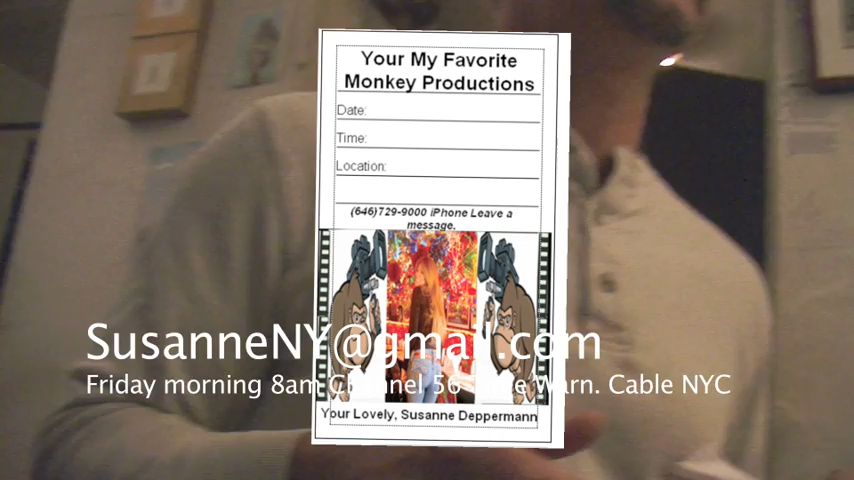 Your My Favorite
Monkey Productions
Date:
Time:
Location:
(646)729-9000 iPhone Leave a
message.
SusanneNY@gmail.com
Friday morning 8am Channel 56 Warn. Cable NYC
Your Lovely, Susanne Deppermann